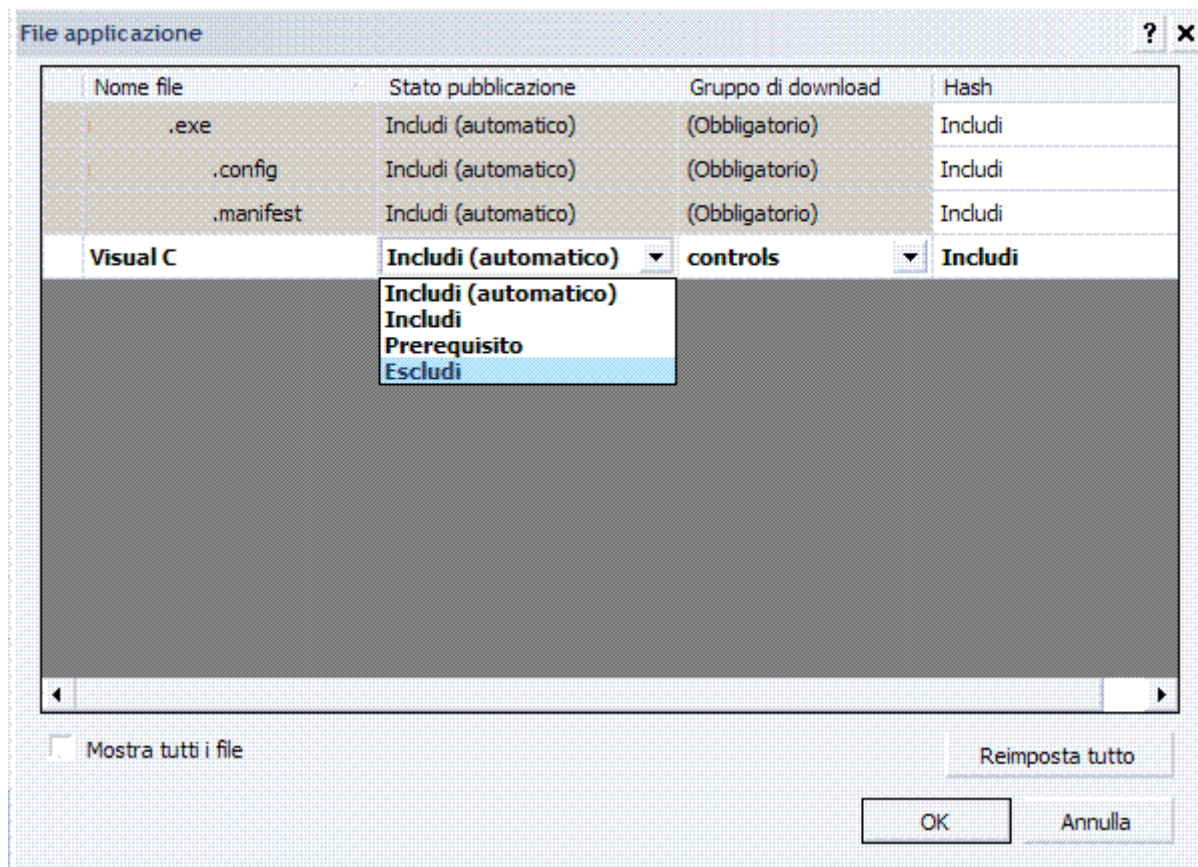 File applicazione ? x
Nome file Stato pubblicazione Gruppo di download Hash
.exe Includi (automatico) (Obbligatorio) Includi
.config Includi (automatico) (Obbligatorio) Includi
.manifest Includi (automatico) (Obbligatorio) Includi
Visual C Includi (automatico) controls Includi
Includi (automatico)
Includi
Prerequisito
Escludi
Mostra tutti i file
Reimposta tutto
OK Annulla